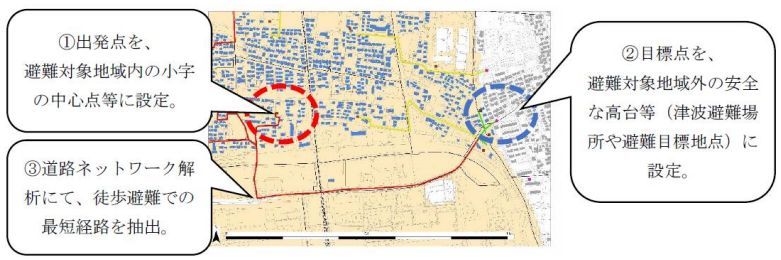 ①出発点を、
避難対象地域内の小字
の中心点等に設定。
②目標点を、
避難対象地域外の安全
な高台等（津波避難場
所や避難目標地点）に
設定。
③道路ネットワーク解
析にて、徒歩避難での
最短経路を抽出。